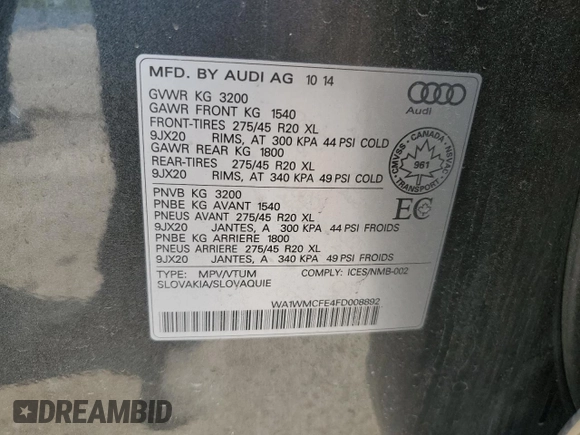 MFD. BY AUDI AG 10 14
GVWR KG 3200
GAWR FRONT KG 1540
FRONT-TIRES 275/45 R20 XL
9JX20 RIMS, AT 300 KPA 44 PSI COLD
GAWR REAR KG 1800
REAR-TIRES 275/45 R20 XL
9JX20 RIMS, AT 340 KPA 49 PSI COLD
PNVB KG 3200
PNBE KG AVANT 1540
PNEUS AVANT 275/45 R20 XL
9JX20 JANTES, A 300 KPA 44 PSI FROIDS
PNBE KG ARRIERE 1800
PNEUS ARRIERE 275/45 R20 XL
9JX20 JANTES, A 340 KPA 49 PSI FROIDS
TYPE: MPV/VTUM COMPLY: ICES/NMB-002
SLOVAKIA/SLOVAQUIE
WA1WMCFE4FD008892
Audi
CMVSS - CANADA - NSVAC
961
TRANSPORT
EC
DREAMBID